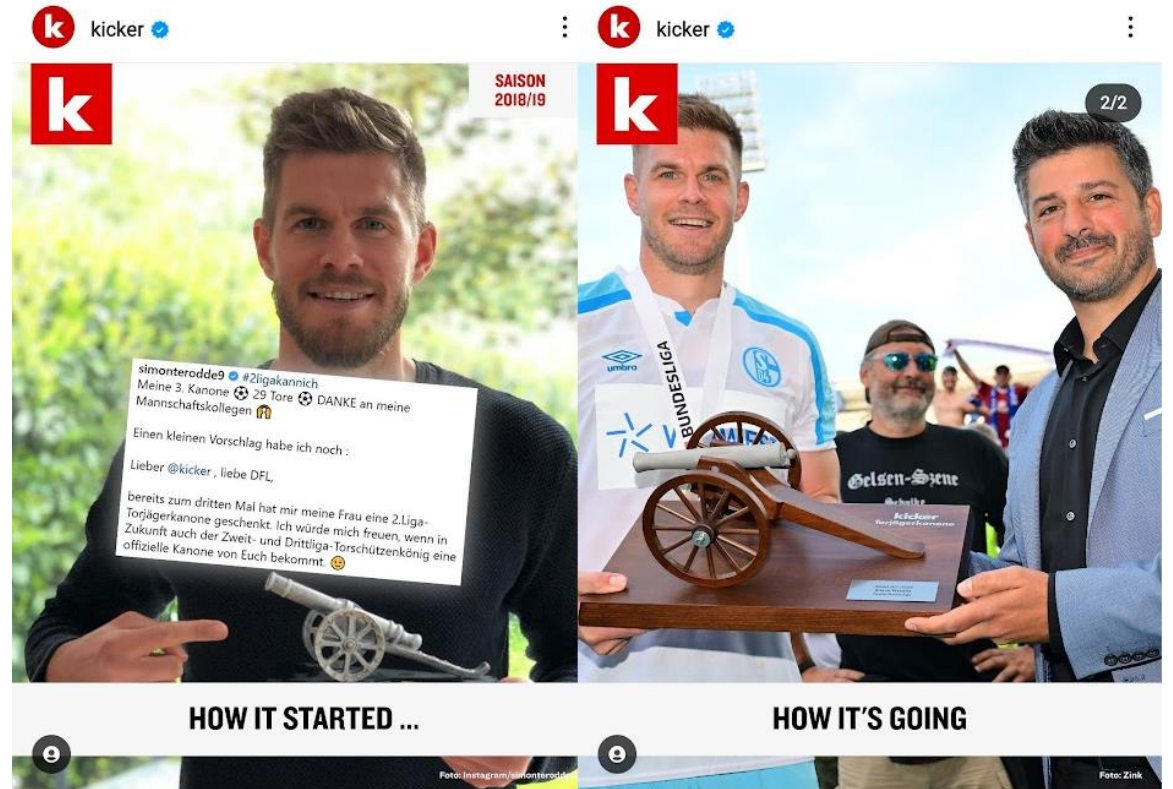 kicker
k
SAISON
2018/19
simonterodde9 #2ligakannich
Meine 3. Kanone ⚽ 29 Tore ⚽ DANKE an meine
Mannschaftskollegen 🙌
Einen kleinen Vorschlag habe ich noch :
Lieber @kicker , liebe DFL,
bereits zum dritten Mal hat mir meine Frau eine 2.Liga-
Torjägerkanone geschenkt. Ich würde mich freuen, wenn in
Zukunft auch der Zweit- und Drittliga-Torschützenkönig eine
offizielle Kanone von Euch bekommt. 😉
HOW IT STARTED ...
Foto: Instagram/simonterodde
kicker
k
2/2
BUNDESLIGA
umbro
S
04
Gelsen-Szene
Schalke
kicker
Torjägerkanone
HOW IT'S GOING
Foto: Zink